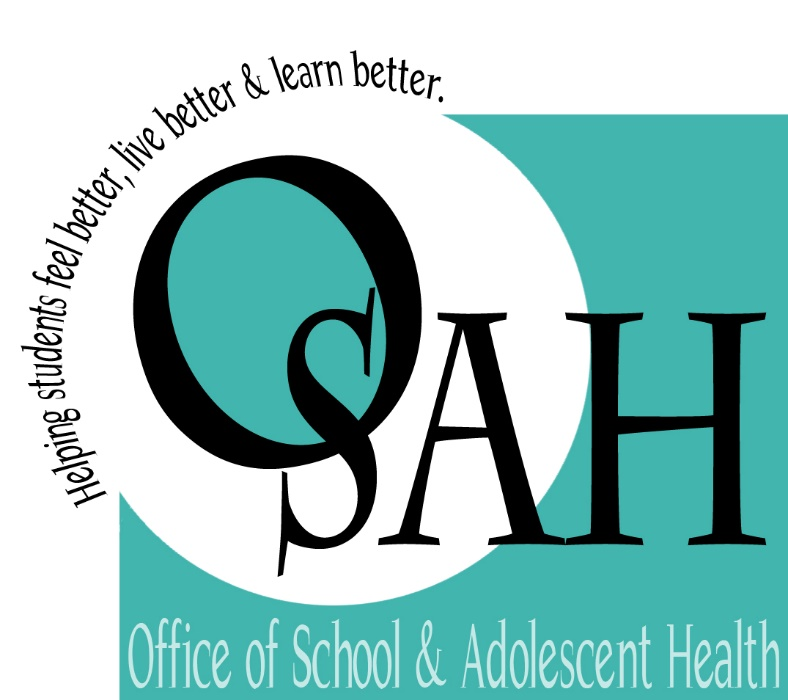 Helping students feel better, live better & learn better.
OSAH
Office of School & Adolescent Health